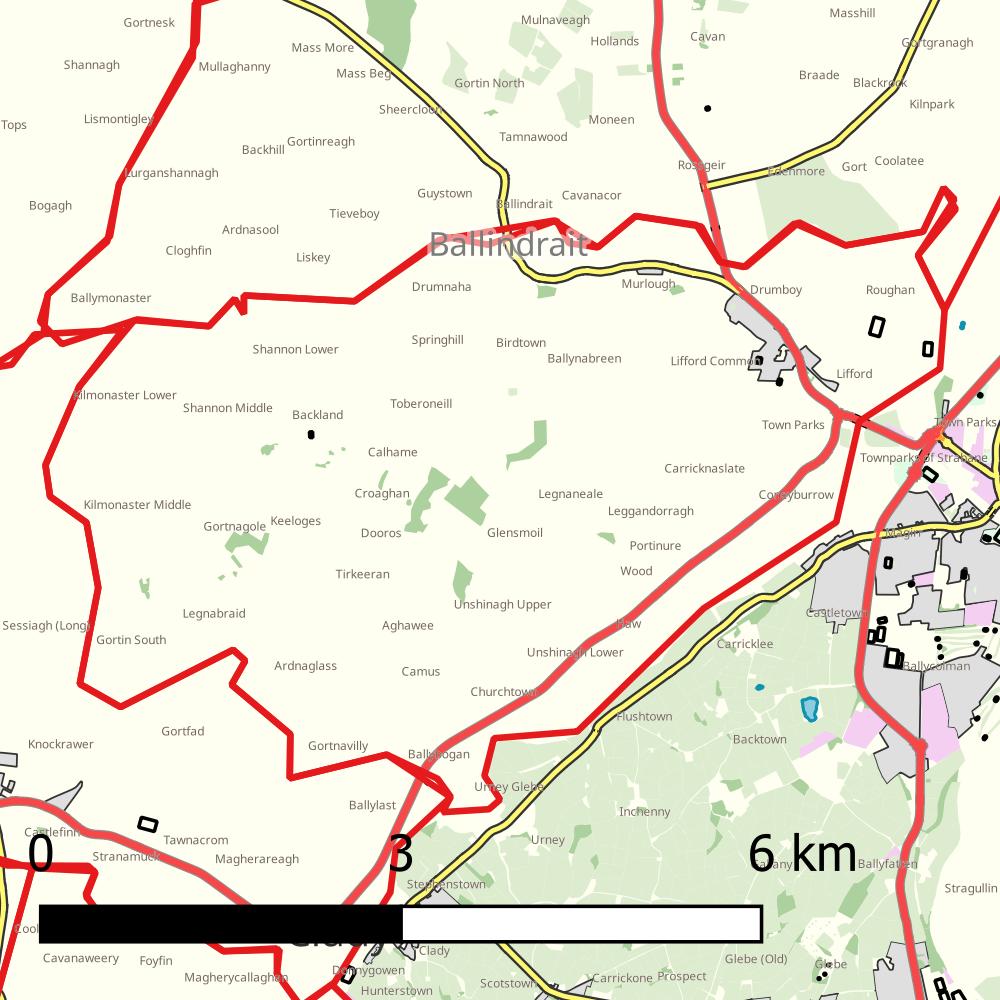 Gortnesk
Mulnaveagh
Masshill
Mass More
Hollands
Cavan
Gortgranagh
Shannagh
Mullaghanny
Mass Beg
Gortin North
Braade
Blackrock
Sheercloon
Kilnpark
Tops
Lismontigley
Moneen
Tamnawood
Backhill
Gortinreagh
Rossgeir
Edenmore
Gort
Coolatee
Lurganshannagh
Guystown
Cavanacor
Bogagh
Tieveboy
Ballindrait
Ardnasool
Ballindrait
Cloghfin
Liskey
Drumnaha
Murlough
Drumboy
Roughan
Ballymonaster
Springhill
Birdtown
Shannon Lower
Ballynabreen
Lifford Common
Lifford
Kilmonaster Lower
Shannon Middle
Toberoneill
Backland
Town Parks
Town Parks
Calhame
Carricknaslate
Townparks of Strabane
Croaghan
Legnaneale
Coneyburrow
Kilmonaster Middle
Leggandorragh
Gortnagole
Keeloges
Dooros
Glensmoil
Magin
Portinure
Tirkeeran
Wood
Unshinagh Upper
Legnabraid
Castletown
Sessiagh (Long)
Gortin South
Aghawee
Haw
Carricklee
Unshinagh Lower
Ardnaglass
Camus
Ballycolman
Churchtown
Flushtown
Gortfad
Backtown
Knockrawer
Gortnavilly
Ballybogan
Urney Glebe
Ballylast
Inchenny
Castlefinn
Tawnacrom
Urney
0 3 6 km
Stranamuck
Magherareagh
Ballyfatten
Stephenstown
Stragullin
Clady
Cavanaweery
Foyfin
Donnygowen
Glebe (Old)
Glebe
Magherycallaghan
Hunterstown
Scotstown
Carrickone
Prospect